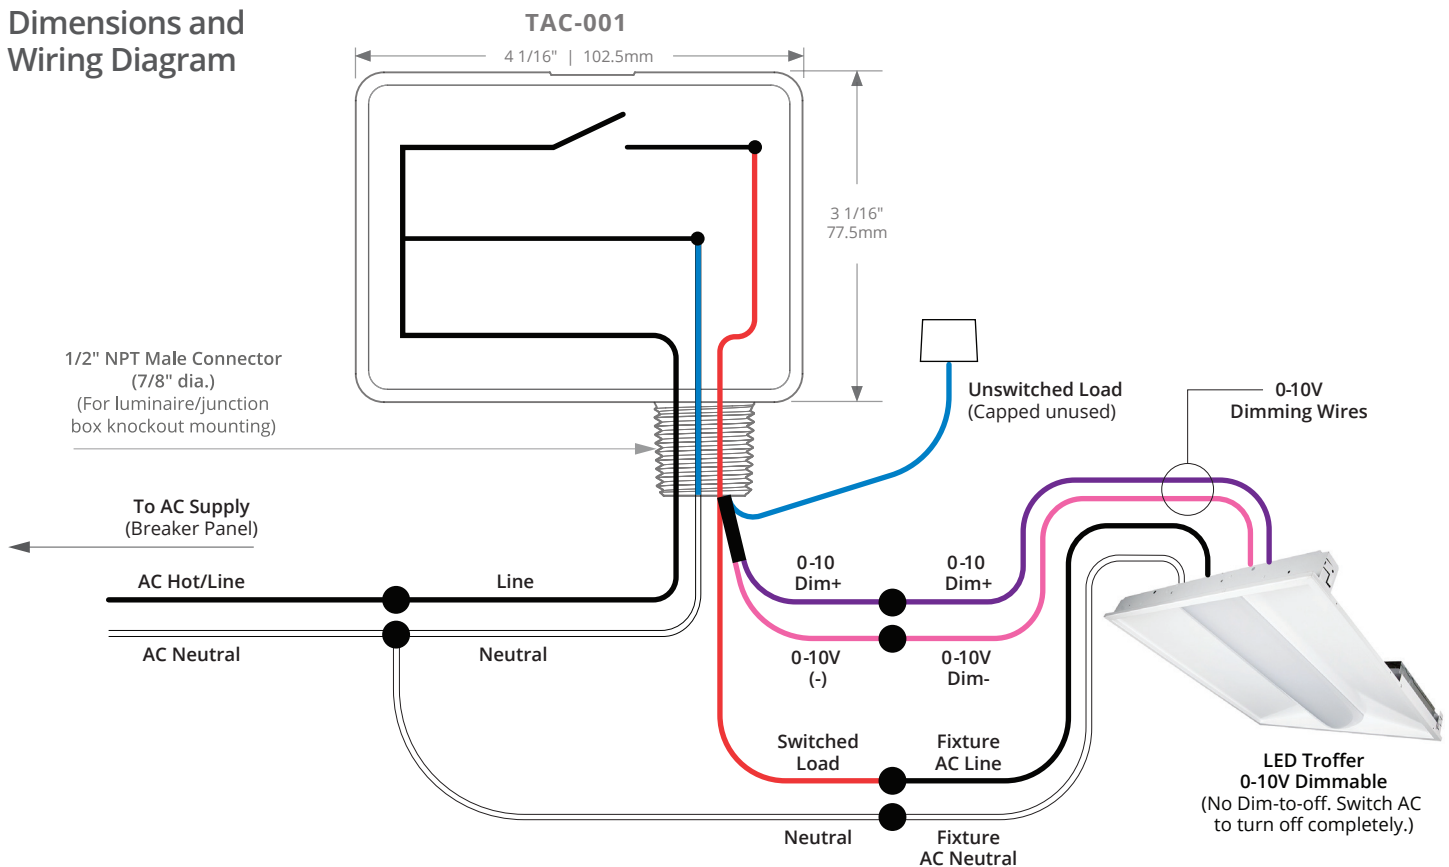 Dimensions and
Wiring Diagram
TAC-001
4 1/16" | 102.5mm
3 1/16"
77.5mm
1/2" NPT Male Connector
(7/8" dia.)
(For luminaire/junction
box knockout mounting)
Unswitched Load
(Capped unused)
0-10V
Dimming Wires
To AC Supply
(Breaker Panel)
AC Hot/Line
Line
0-10
Dim+
0-10
Dim+
AC Neutral
Neutral
0-10V
(-)
0-10V
Dim-
Switched
Load
Fixture
AC Line
LED Troffer
0-10V Dimmable
(No Dim-to-off. Switch AC
to turn off completely.)
Neutral
Fixture
AC Neutral